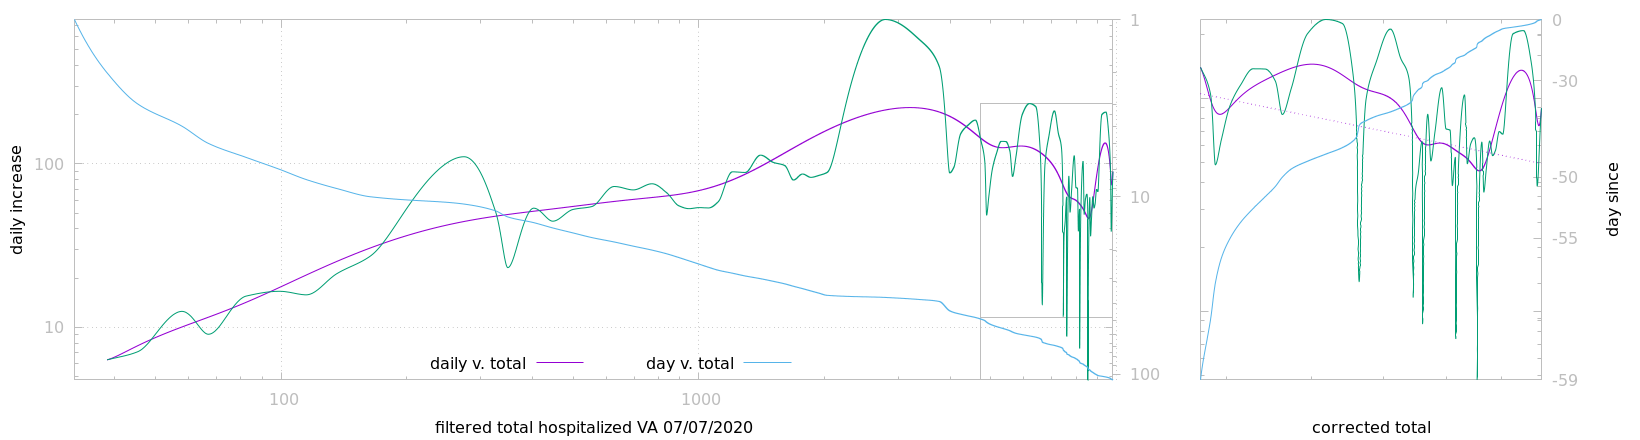 1
0
-30
100
daily increase
10
-50
day since
-55
10
daily v. total
day v. total
100
-59
100
1000
filtered total hospitalized VA 07/07/2020
corrected total